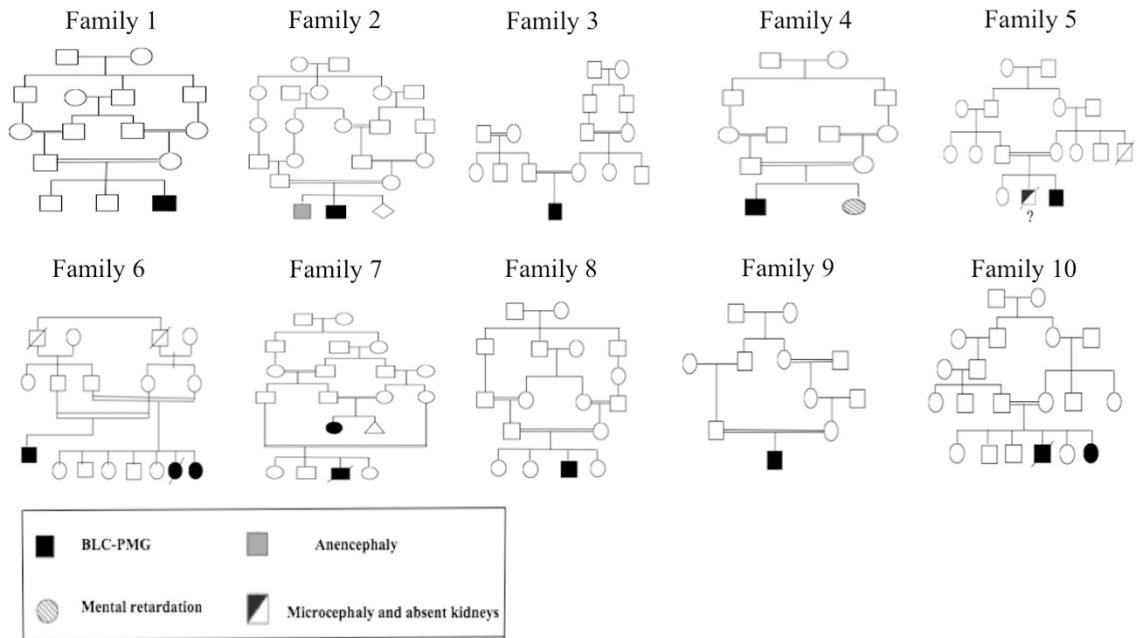 Family 1 Family 2 Family 3 Family 4 Family 5
?
Family 6 Family 7 Family 8 Family 9 Family 10
BLC-PMG Anencephaly
Mental retardation Microcephaly and absent kidneys